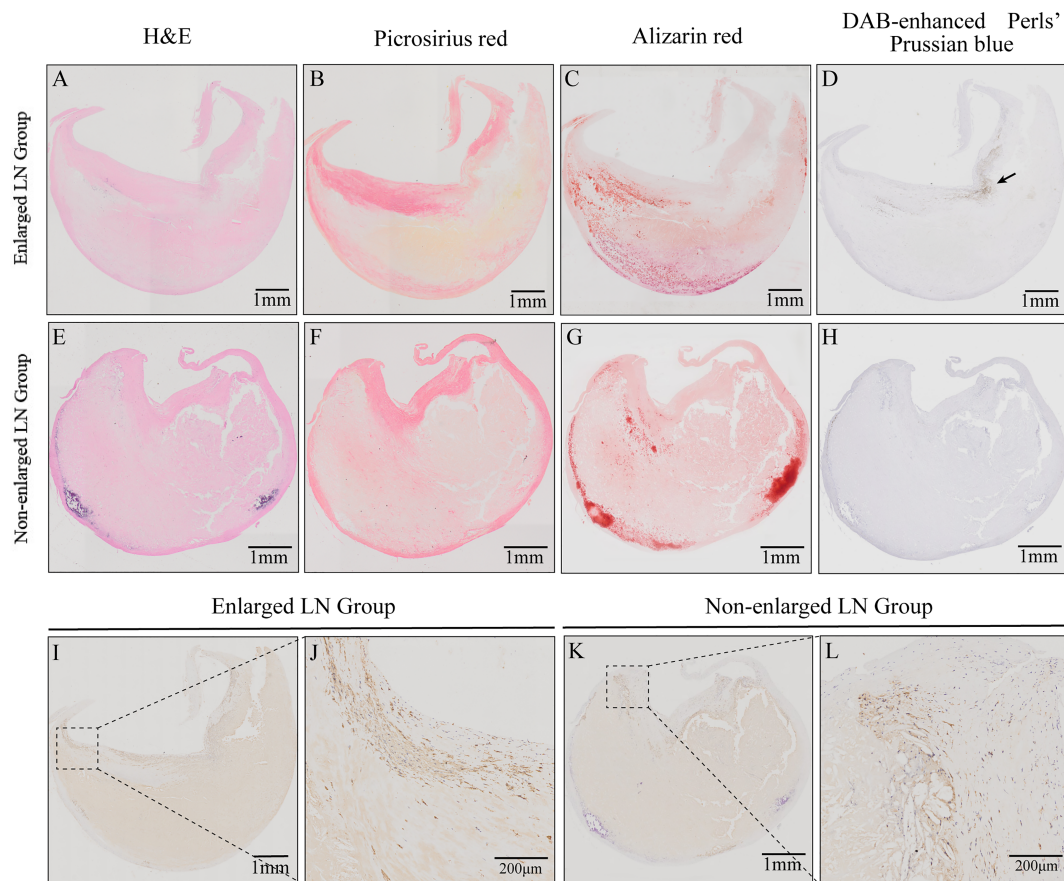 H&E
Picrosirius red
Alizarin red
DAB-enhanced Perls’
Prussian blue
Enlarged LN Group
A
1mm
B
1mm
C
1mm
D
1mm
Non-enlarged LN Group
E
1mm
F
1mm
G
1mm
H
1mm
Enlarged LN Group
Non-enlarged LN Group
I
1mm
J
200μm
K
1mm
L
200μm